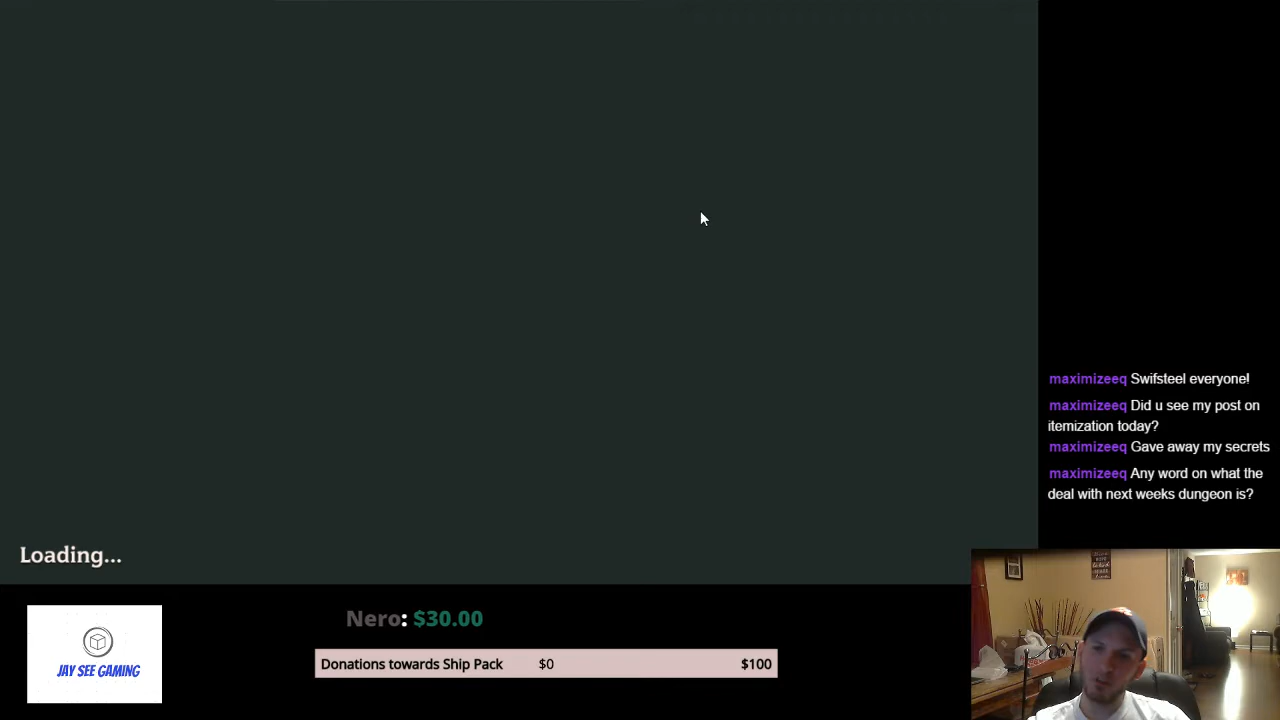 maximizeeq Swifsteel everyone!
maximizeeq Did u see my post on
itemization today?
maximizeeq Gave away my secrets
maximizeeq Any word on what the
deal with next weeks dungeon is?
Loading...
Nero: $30.00
Donations towards Ship Pack $0 $100
JAY SEE GAMING